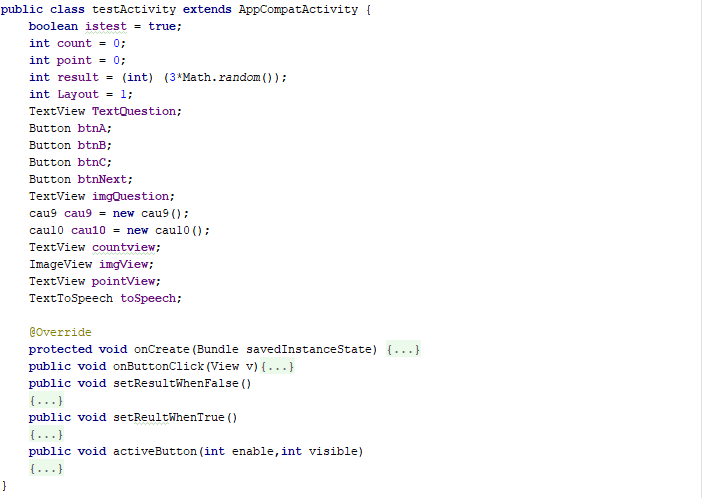 public class testActivity extends AppCompatActivity {
    boolean istest = true;
    int count = 0;
    int point = 0;
    int result = (int) (3*Math.random());
    int Layout = 1;
    TextView TextQuestion;
    Button btnA;
    Button btnB;
    Button btnC;
    Button btnNext;
    TextView imgQuestion;
    cau9 cau9 = new cau9();
    cau10 cau10 = new cau10();
    TextView countview;
    ImageView imgView;
    TextView pointView;
    TextToSpeech toSpeech;

    @Override
    protected void onCreate(Bundle savedInstanceState) {...}
    public void onButtonClick(View v){...}
    public void setResultWhenFalse()
    {...}
    public void setReultWhenTrue()
    {...}
    public void activeButton(int enable,int visible)
    {...}
}